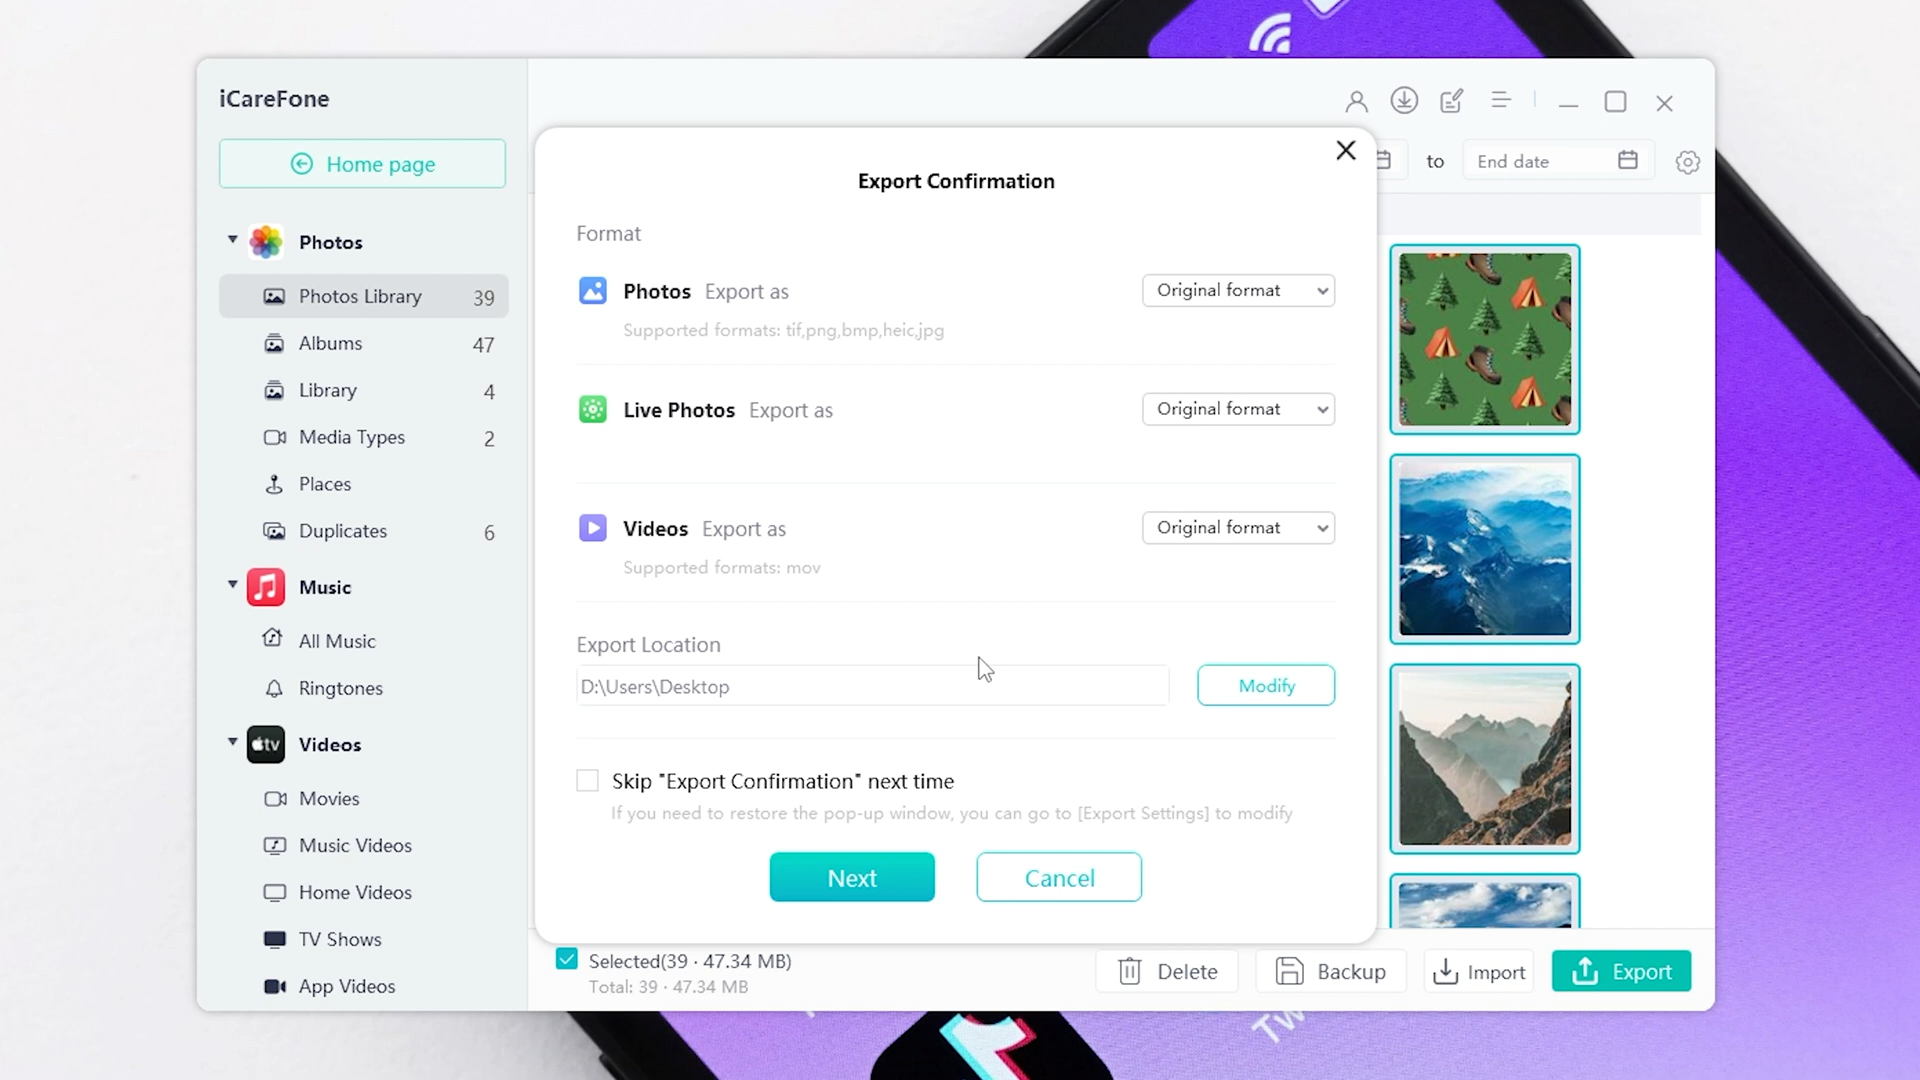 iCareFone
Home page
Photos
Photos Library 39
Albums 47
Library 4
Media Types 2
Places
Duplicates 6
Music
All Music
Ringtones
Videos
tv
Movies
Music Videos
Home Videos
TV Shows
App Videos
to
End date
Export Confirmation
Format
Photos Export as Original format
Supported formats: tif,png,bmp,heic,jpg
Live Photos Export as Original format
Videos Export as Original format
Supported formats: mov
Export Location
D:\Users\Desktop Modify
Skip "Export Confirmation" next time
If you need to restore the pop-up window, you can go to [Export Settings] to modify
Next Cancel
Selected(39 · 47.34 MB)
Total: 39 · 47.34 MB
Delete Backup Import Export